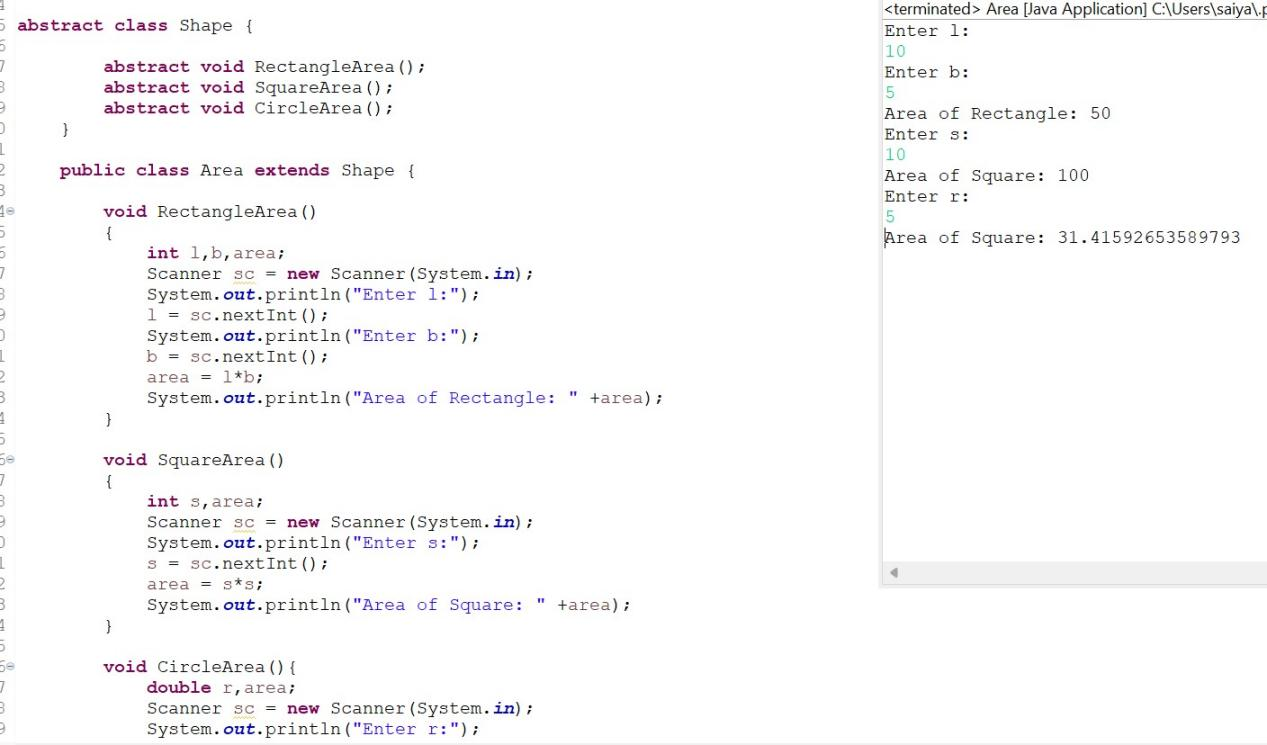 abstract class Shape {
abstract void RectangleArea();
abstract void SquareArea();
abstract void CircleArea();
}
public class Area extends Shape {
void RectangleArea()
{
int l,b,area;
Scanner sc = new Scanner(System.in);
System.out.println("Enter l:");
l = sc.nextInt();
System.out.println("Enter b:");
b = sc.nextInt();
area = l*b;
System.out.println("Area of Rectangle: " +area);
}
void SquareArea()
{
int s,area;
Scanner sc = new Scanner(System.in);
System.out.println("Enter s:");
s = sc.nextInt();
area = s*s;
System.out.println("Area of Square: " +area);
}
void CircleArea(){
double r,area;
Scanner sc = new Scanner(System.in);
System.out.println("Enter r:");
<terminated> Area [Java Application] C:\Users\saiya\.p
Enter l:
10
Enter b:
5
Area of Rectangle: 50
Enter s:
10
Area of Square: 100
Enter r:
5
Area of Square: 31.41592653589793